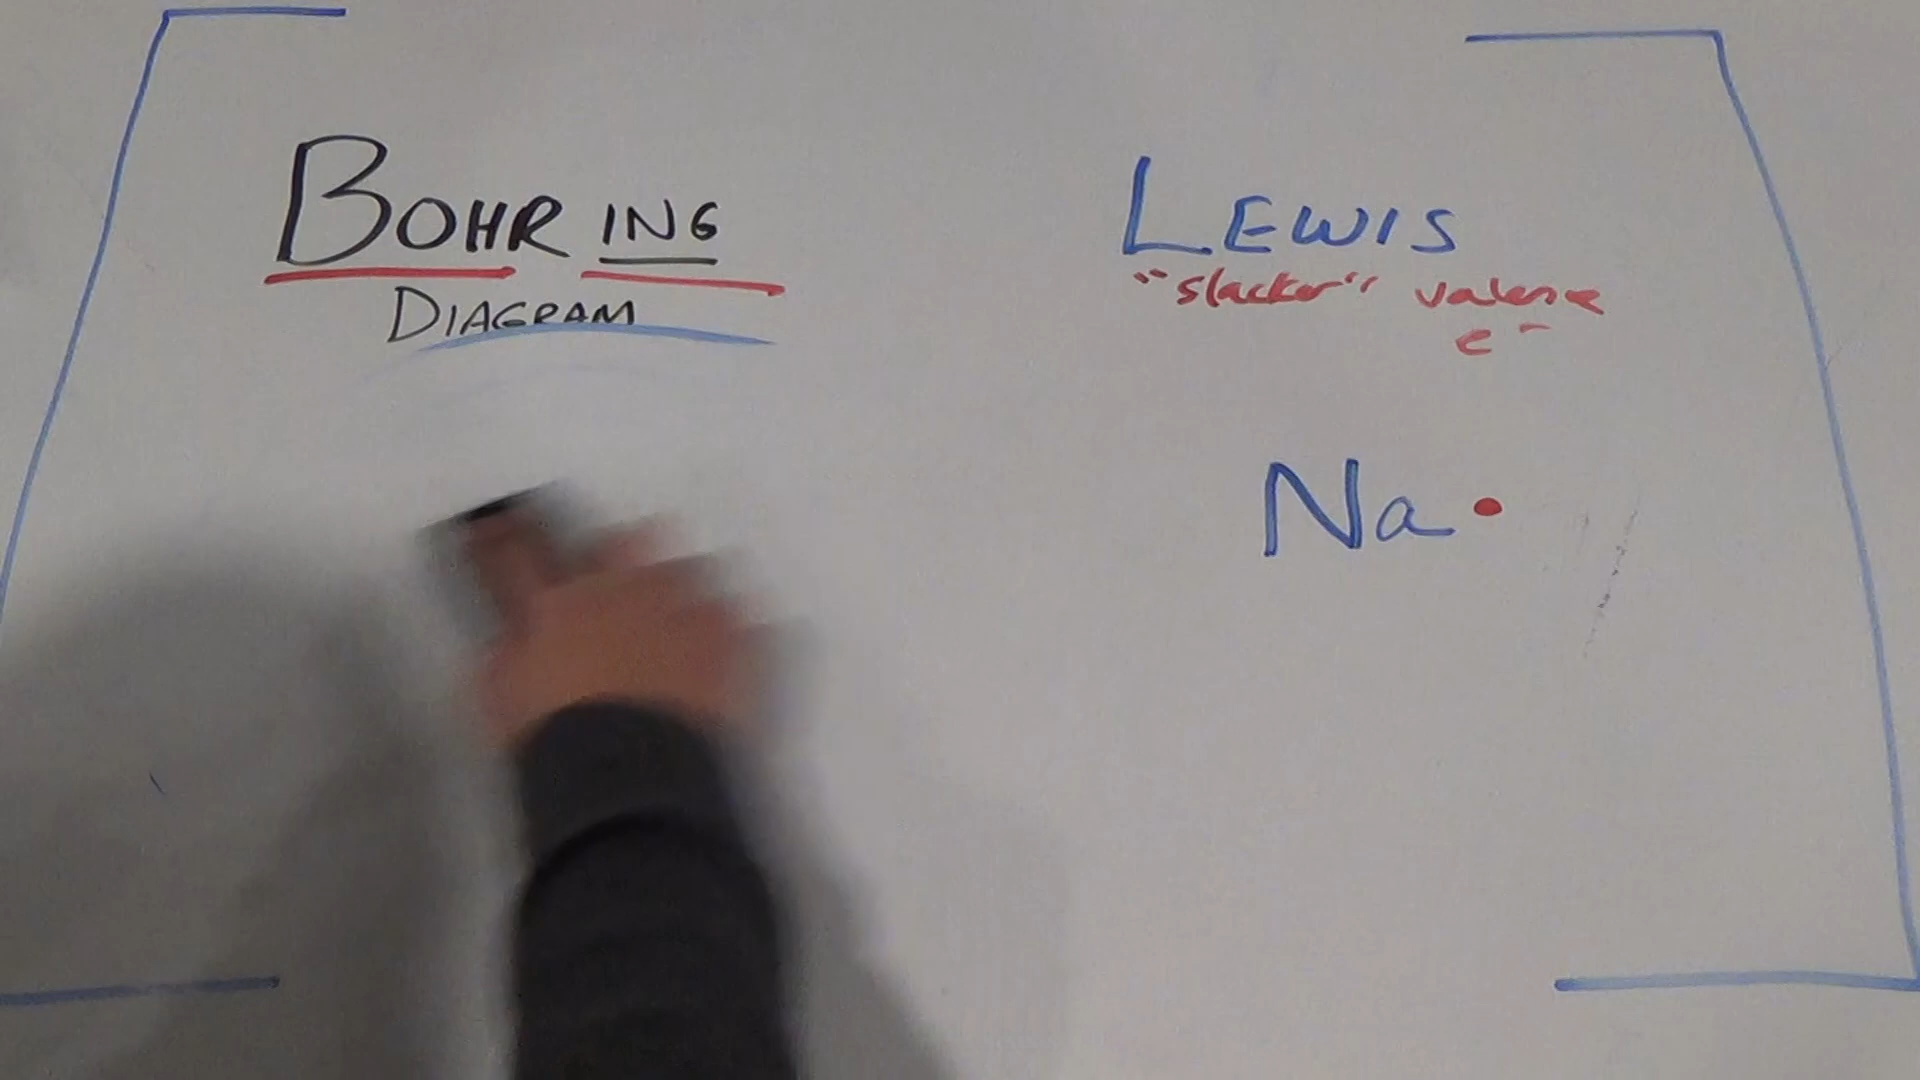 BOHR ING
DIAGRAM
LEWIS
"slacker" valence
e⁻
Na•